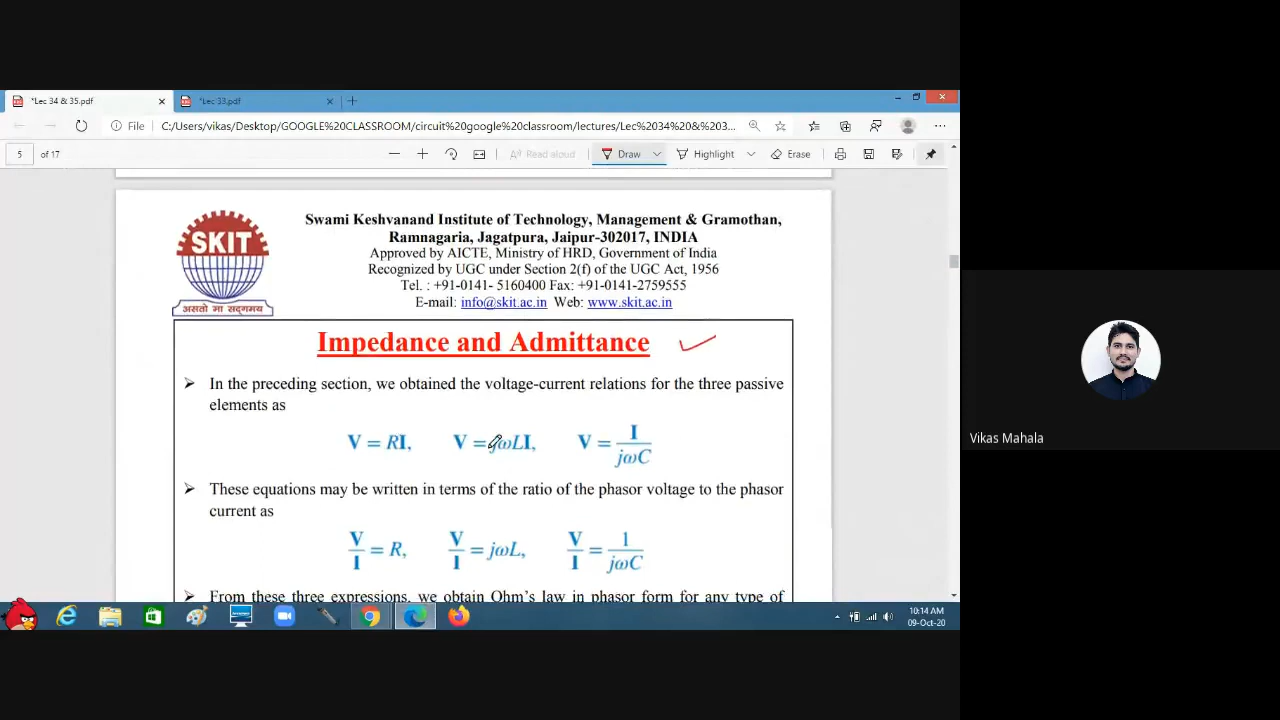 *Lec 34 & 35.pdf
*Lec 33.pdf
File
C:/Users/vikas/Desktop/GOOGLE%20CLASSROOM/circuit%20google%20classroom/lectures/Lec%2034%20&%203...
5 of 17
Read aloud
Draw
Highlight
Erase
SKIT
असतो मा सद्गमय
Swami Keshvanand Institute of Technology, Management & Gramothan,
Ramnagaria, Jagatpura, Jaipur-302017, INDIA
Approved by AICTE, Ministry of HRD, Government of India
Recognized by UGC under Section 2(f) of the UGC Act, 1956
Tel. : +91-0141- 5160400 Fax: +91-0141-2759555
E-mail: info@skit.ac.in Web: www.skit.ac.in
Impedance and Admittance
➢ In the preceding section, we obtained the voltage-current relations for the three passive
elements as
V = RI, V = jωLI, V = I/jωC
➢ These equations may be written in terms of the ratio of the phasor voltage to the phasor
current as
V/I = R, V/I = jωL, V/I = 1/jωC
➢ From these three expressions, we obtain Ohm's law in phasor form for any type of
10:14 AM
09-Oct-20
Vikas Mahala